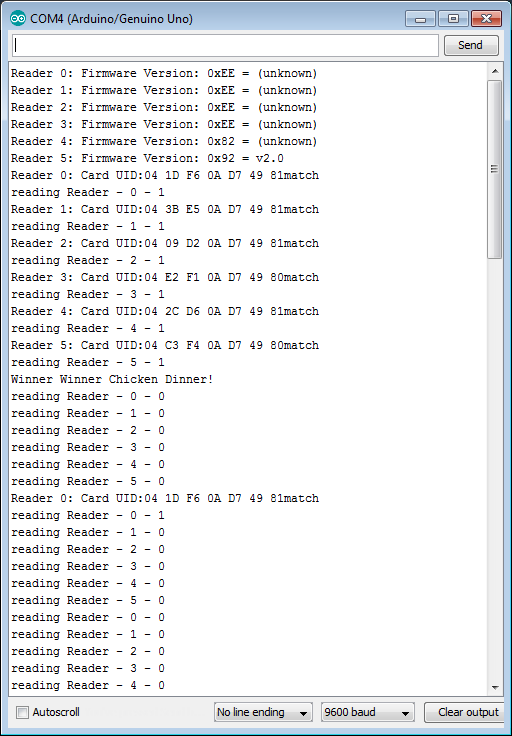 COM4 (Arduino/Genuino Uno)
Send
Reader 0: Firmware Version: 0xEE = (unknown)
Reader 1: Firmware Version: 0xEE = (unknown)
Reader 2: Firmware Version: 0xEE = (unknown)
Reader 3: Firmware Version: 0xEE = (unknown)
Reader 4: Firmware Version: 0x82 = (unknown)
Reader 5: Firmware Version: 0x92 = v2.0
Reader 0: Card UID:04 1D F6 0A D7 49 81match
reading Reader - 0 - 1
Reader 1: Card UID:04 3B E5 0A D7 49 81match
reading Reader - 1 - 1
Reader 2: Card UID:04 09 D2 0A D7 49 81match
reading Reader - 2 - 1
Reader 3: Card UID:04 E2 F1 0A D7 49 80match
reading Reader - 3 - 1
Reader 4: Card UID:04 2C D6 0A D7 49 81match
reading Reader - 4 - 1
Reader 5: Card UID:04 C3 F4 0A D7 49 80match
reading Reader - 5 - 1
Winner Winner Chicken Dinner!
reading Reader - 0 - 0
reading Reader - 1 - 0
reading Reader - 2 - 0
reading Reader - 3 - 0
reading Reader - 4 - 0
reading Reader - 5 - 0
Reader 0: Card UID:04 1D F6 0A D7 49 81match
reading Reader - 0 - 1
reading Reader - 1 - 0
reading Reader - 2 - 0
reading Reader - 3 - 0
reading Reader - 4 - 0
reading Reader - 5 - 0
reading Reader - 0 - 0
reading Reader - 1 - 0
reading Reader - 2 - 0
reading Reader - 3 - 0
reading Reader - 4 - 0
Autoscroll
No line ending
9600 baud
Clear output